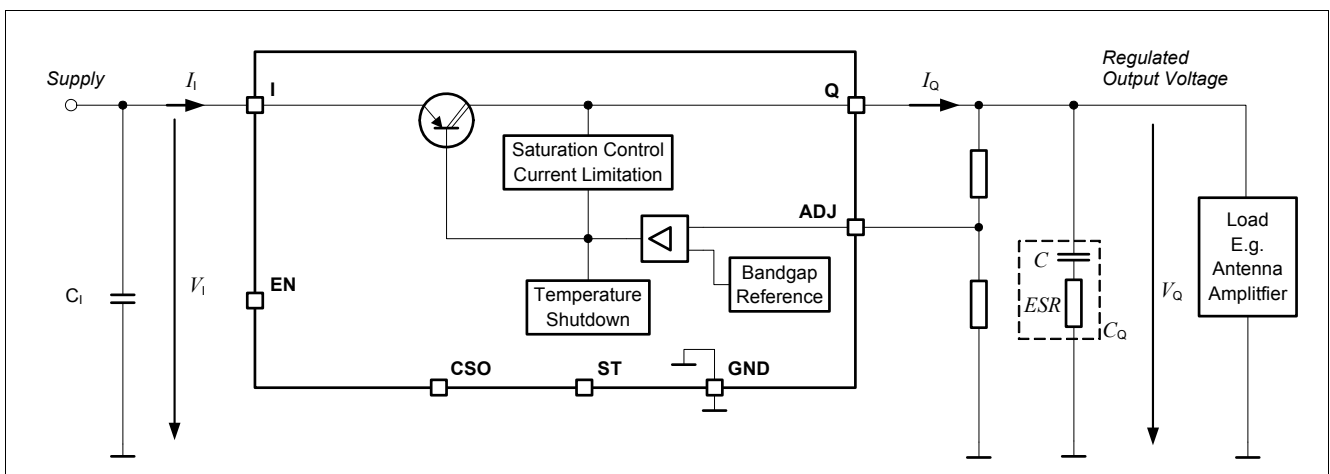 Supply
I_I
I
Q
I_Q
Regulated
Output Voltage
Saturation Control
Current Limitation
ADJ
Load
E.g.
Antenna
Amplitfier
Bandgap
Reference
C
ESR
C_Q
V_Q
C_I
V_I
EN
Temperature
Shutdown
CSO
ST
GND